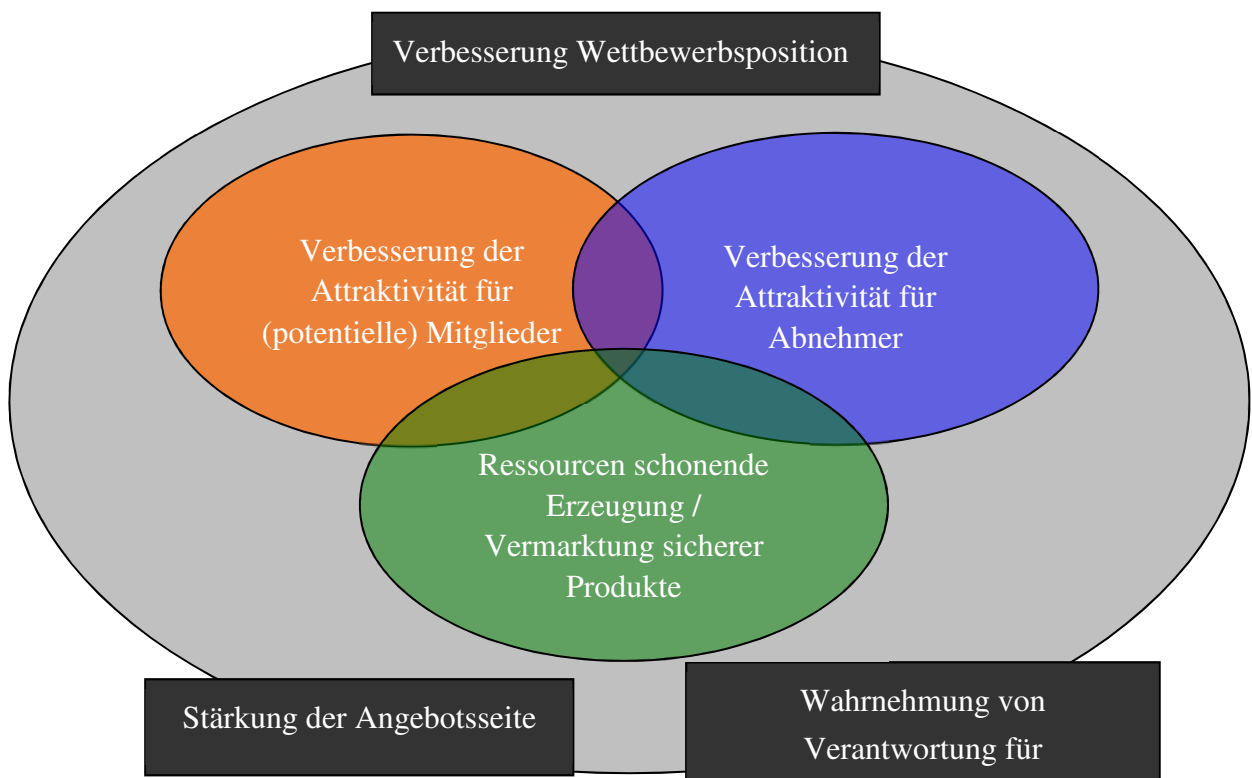 Verbesserung Wettbewerbsposition
Verbesserung der
Attraktivität für
(potentielle) Mitglieder
Verbesserung der
Attraktivität für
Abnehmer
Ressourcen schonende
Erzeugung /
Vermarktung sicherer
Produkte
Stärkung der Angebotsseite
Wahrnehmung von
Verantwortung für